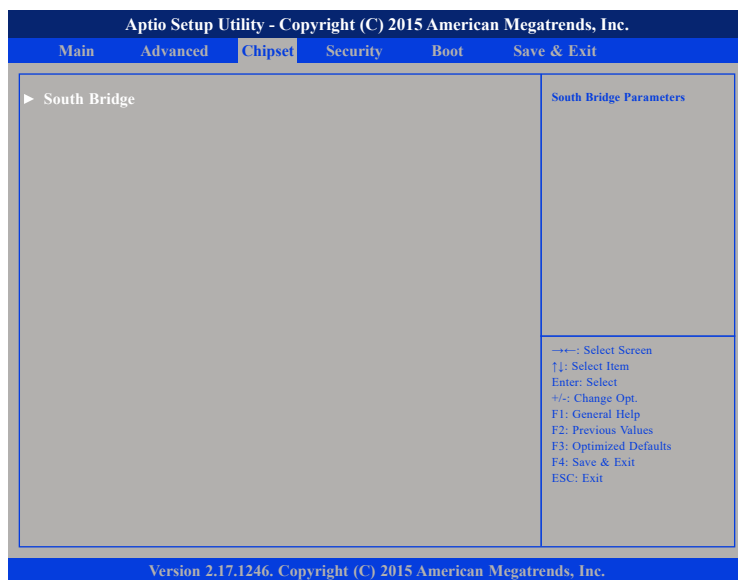 Aptio Setup Utility - Copyright (C) 2015 American Megatrends, Inc.
Main Advanced Chipset Security Boot Save & Exit
► South Bridge
South Bridge Parameters
→←: Select Screen
↑↓: Select Item
Enter: Select
+/-: Change Opt.
F1: General Help
F2: Previous Values
F3: Optimized Defaults
F4: Save & Exit
ESC: Exit
Version 2.17.1246. Copyright (C) 2015 American Megatrends, Inc.